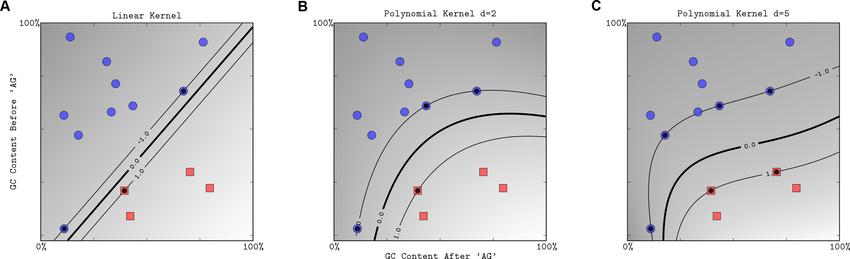 A
Linear Kernel
B
Polynomial Kernel d=2
C
Polynomial Kernel d=5
100%
100%
100%
GC Content Before 'AG'
-1.0
0.0
1.0
0.0
1.0
-1.0
0.0
1
0%
100%
0%
100%
0%
100%
GC Content After 'AG'